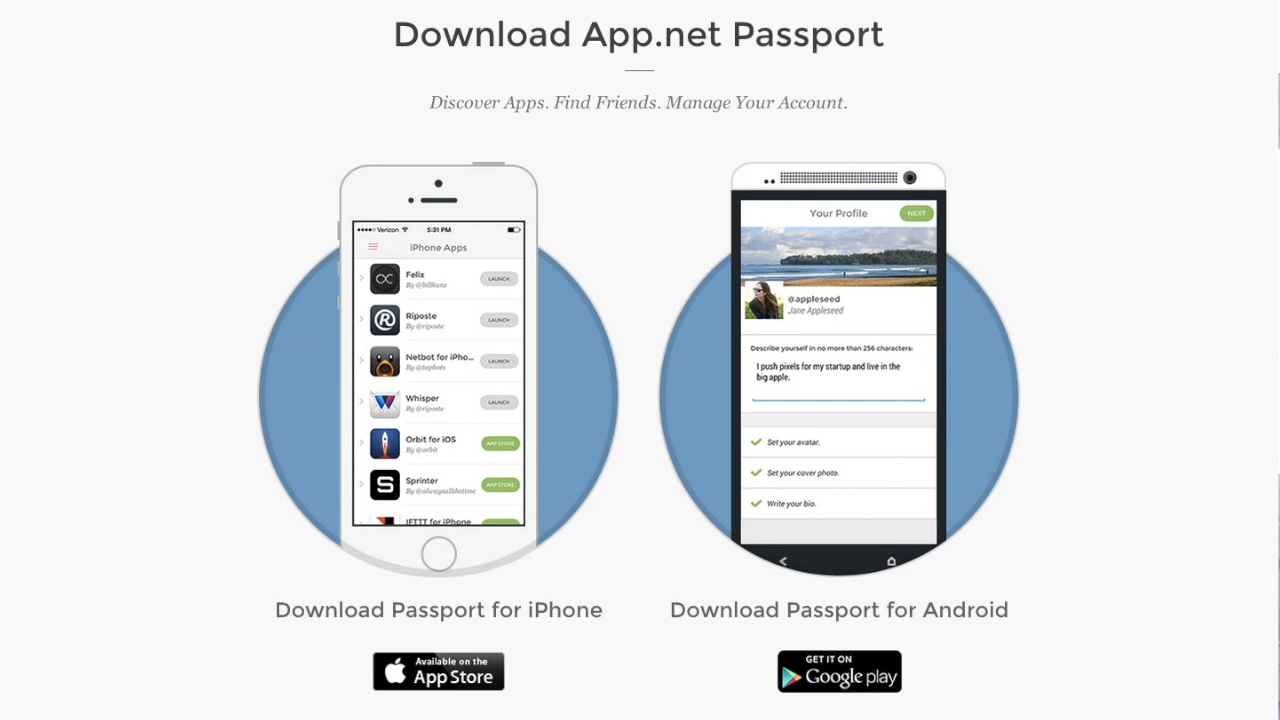 Download App.net Passport
Discover Apps. Find Friends. Manage Your Account.
Verizon 5:31 PM
iPhone Apps
Felix
By @billkunz
LAUNCH
Riposte
By @riposte
LAUNCH
Netbot for iPho...
By @tapbots
LAUNCH
Whisper
By @riposte
LAUNCH
Orbit for iOS
By @orbit
APP STORE
Sprinter
By @alwaysallthetime
APP STORE
IFTTT for iPhone
Your Profile
NEXT
@appleseed
Jane Appleseed
Describe yourself in no more than 256 characters:
I push pixels for my startup and live in the
big apple.
Set your avatar.
Set your cover photo.
Write your bio.
Download Passport for iPhone
Download Passport for Android
Available on the
App Store
GET IT ON
Google play